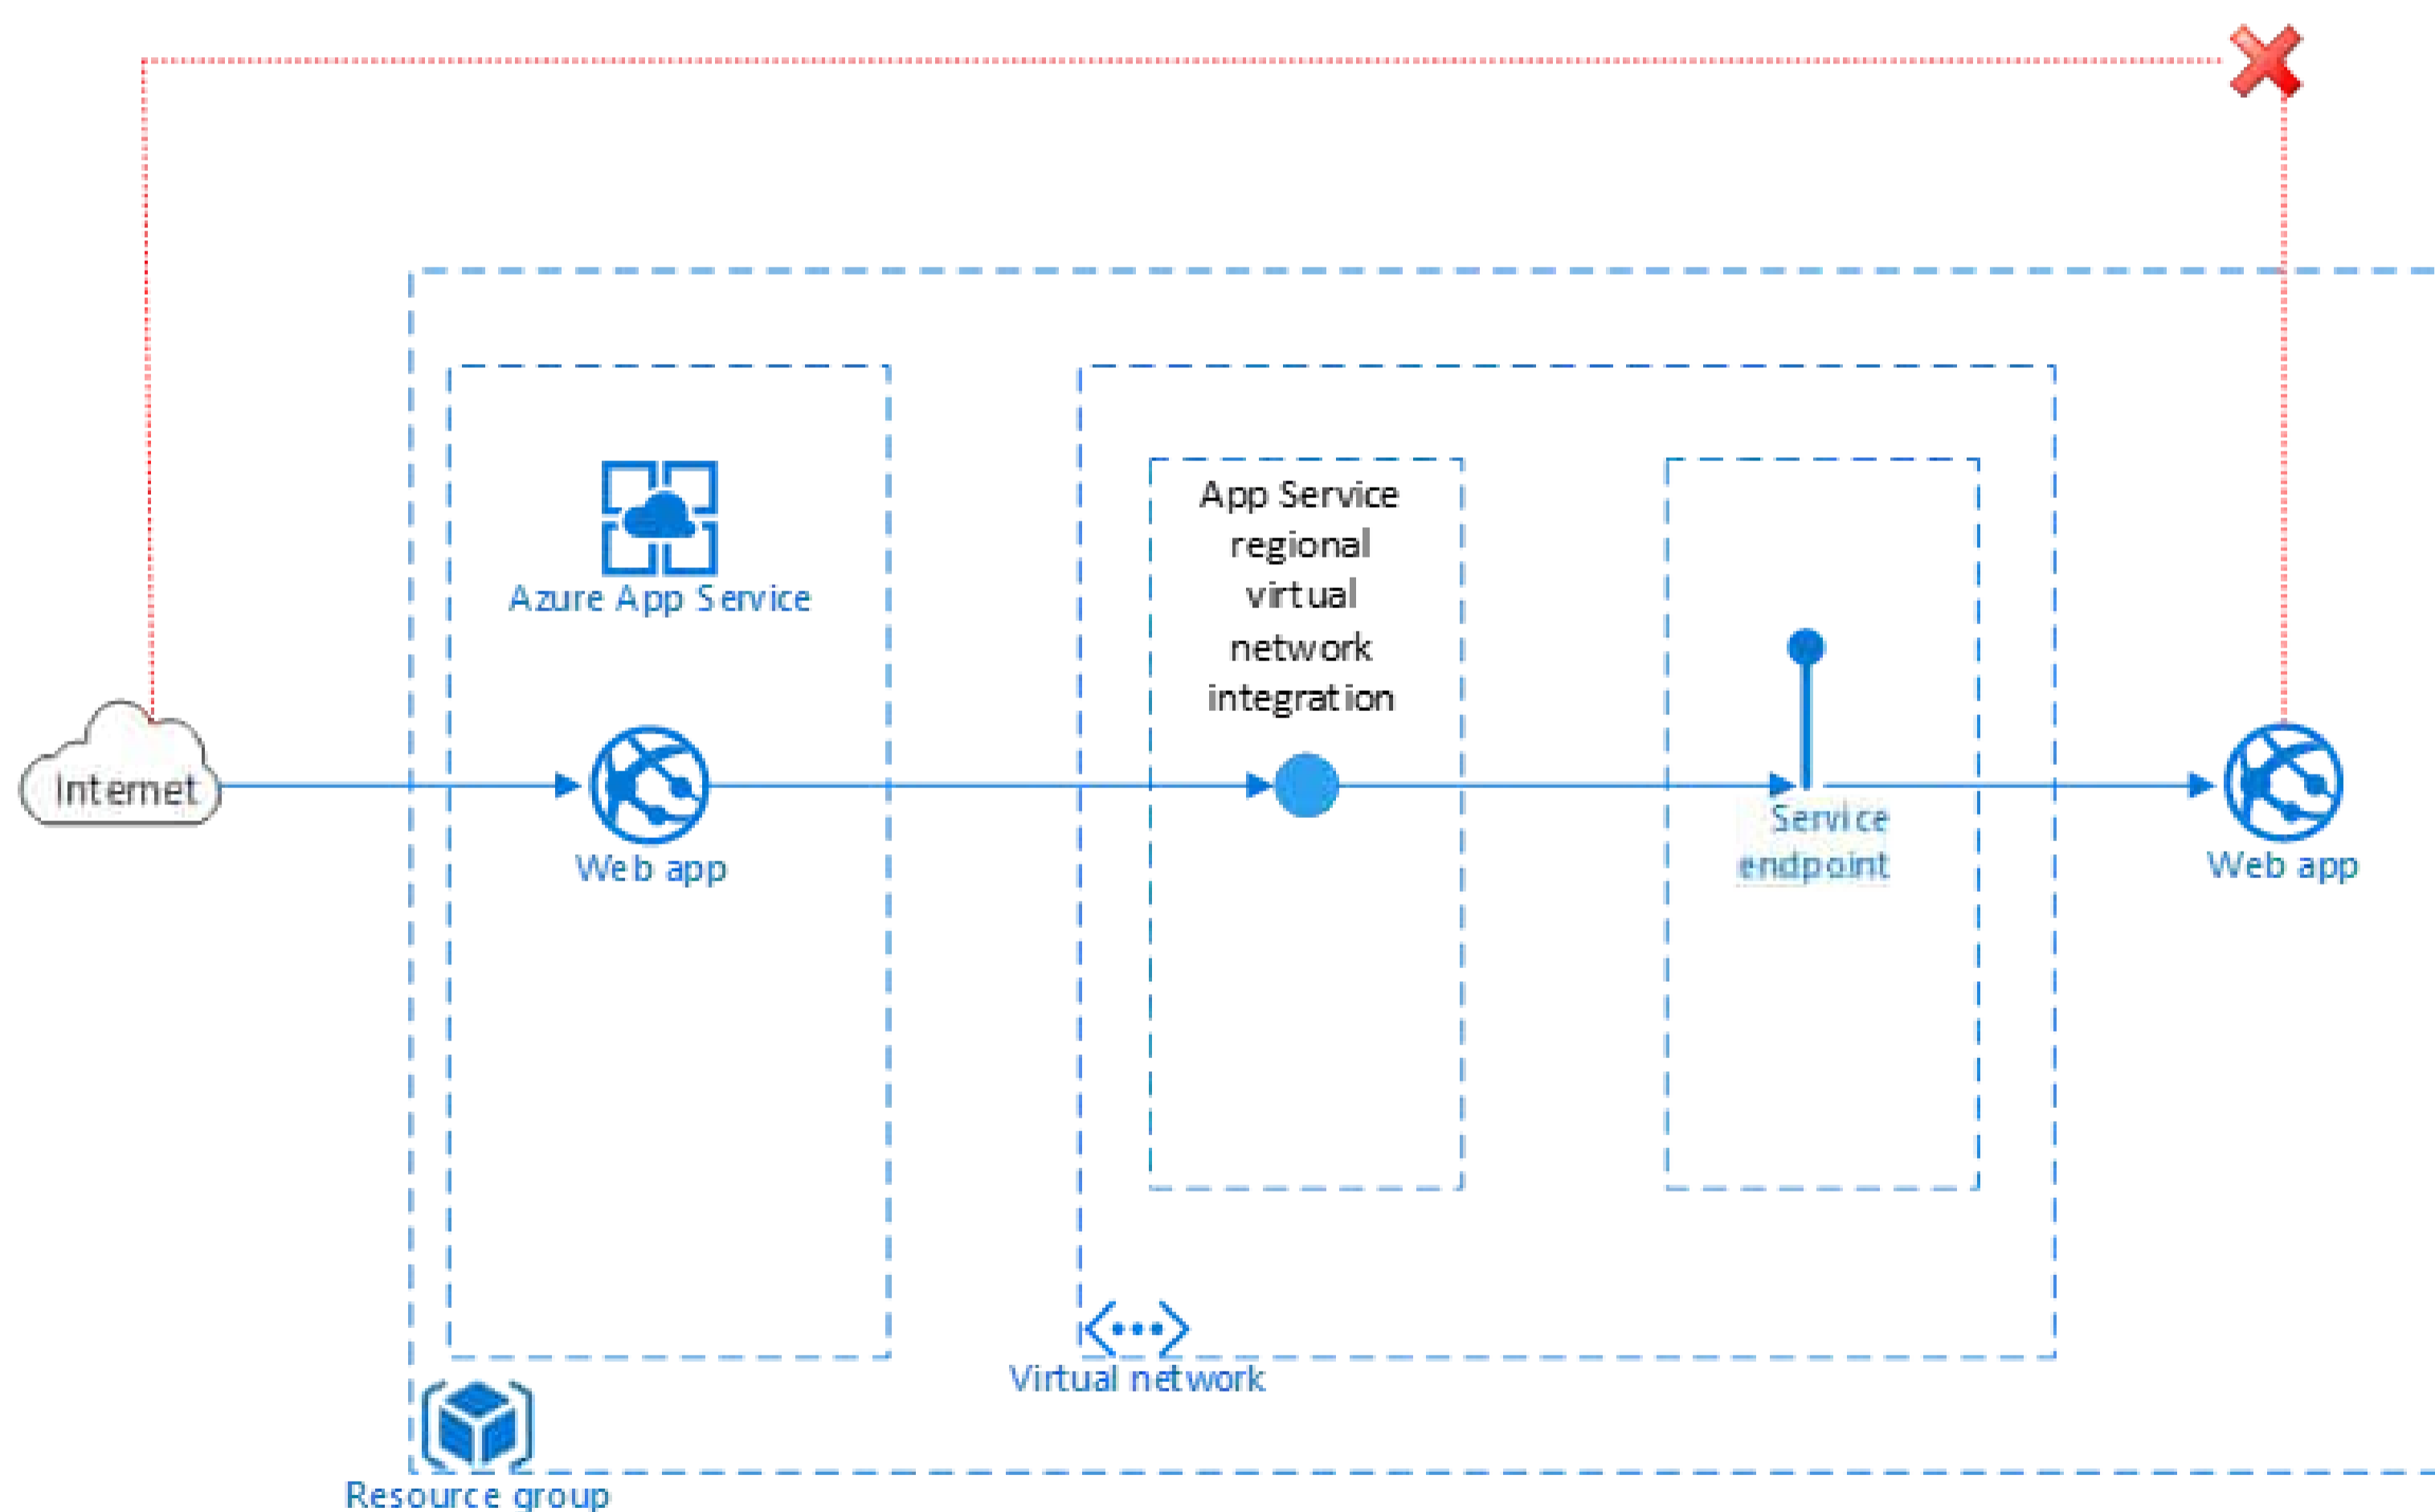 App Service
regional
virtual
network
integration
Azure App Service
Internet
Web app
Service
endpoint
Web app
Virtual network
Resource group